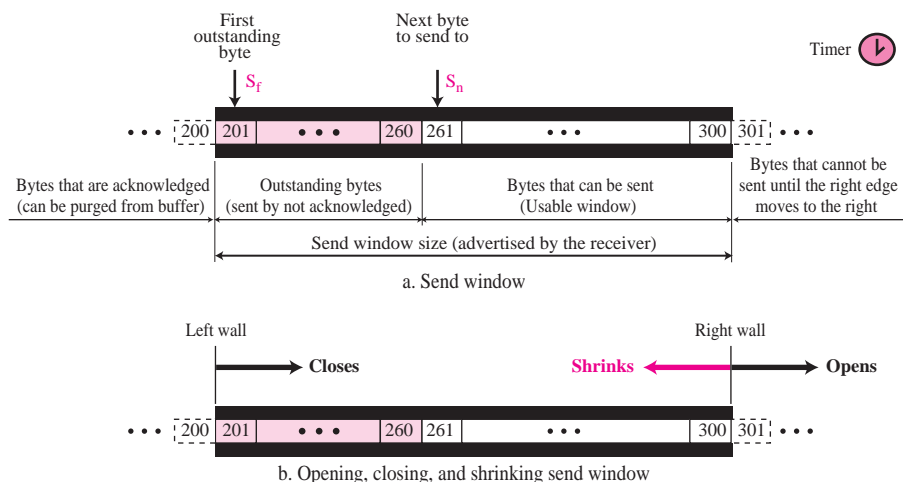 First outstanding byte
Next byte to send to
Timer
S_f
S_n
• • • 200 201 • • • 260 261 • • • 300 301 • • •
Bytes that are acknowledged (can be purged from buffer)
Outstanding bytes (sent by not acknowledged)
Bytes that can be sent (Usable window)
Bytes that cannot be sent until the right edge moves to the right
Send window size (advertised by the receiver)
a. Send window
Left wall
Right wall
Closes
Shrinks
Opens
• • • 200 201 • • • 260 261 • • • 300 301 • • •
b. Opening, closing, and shrinking send window